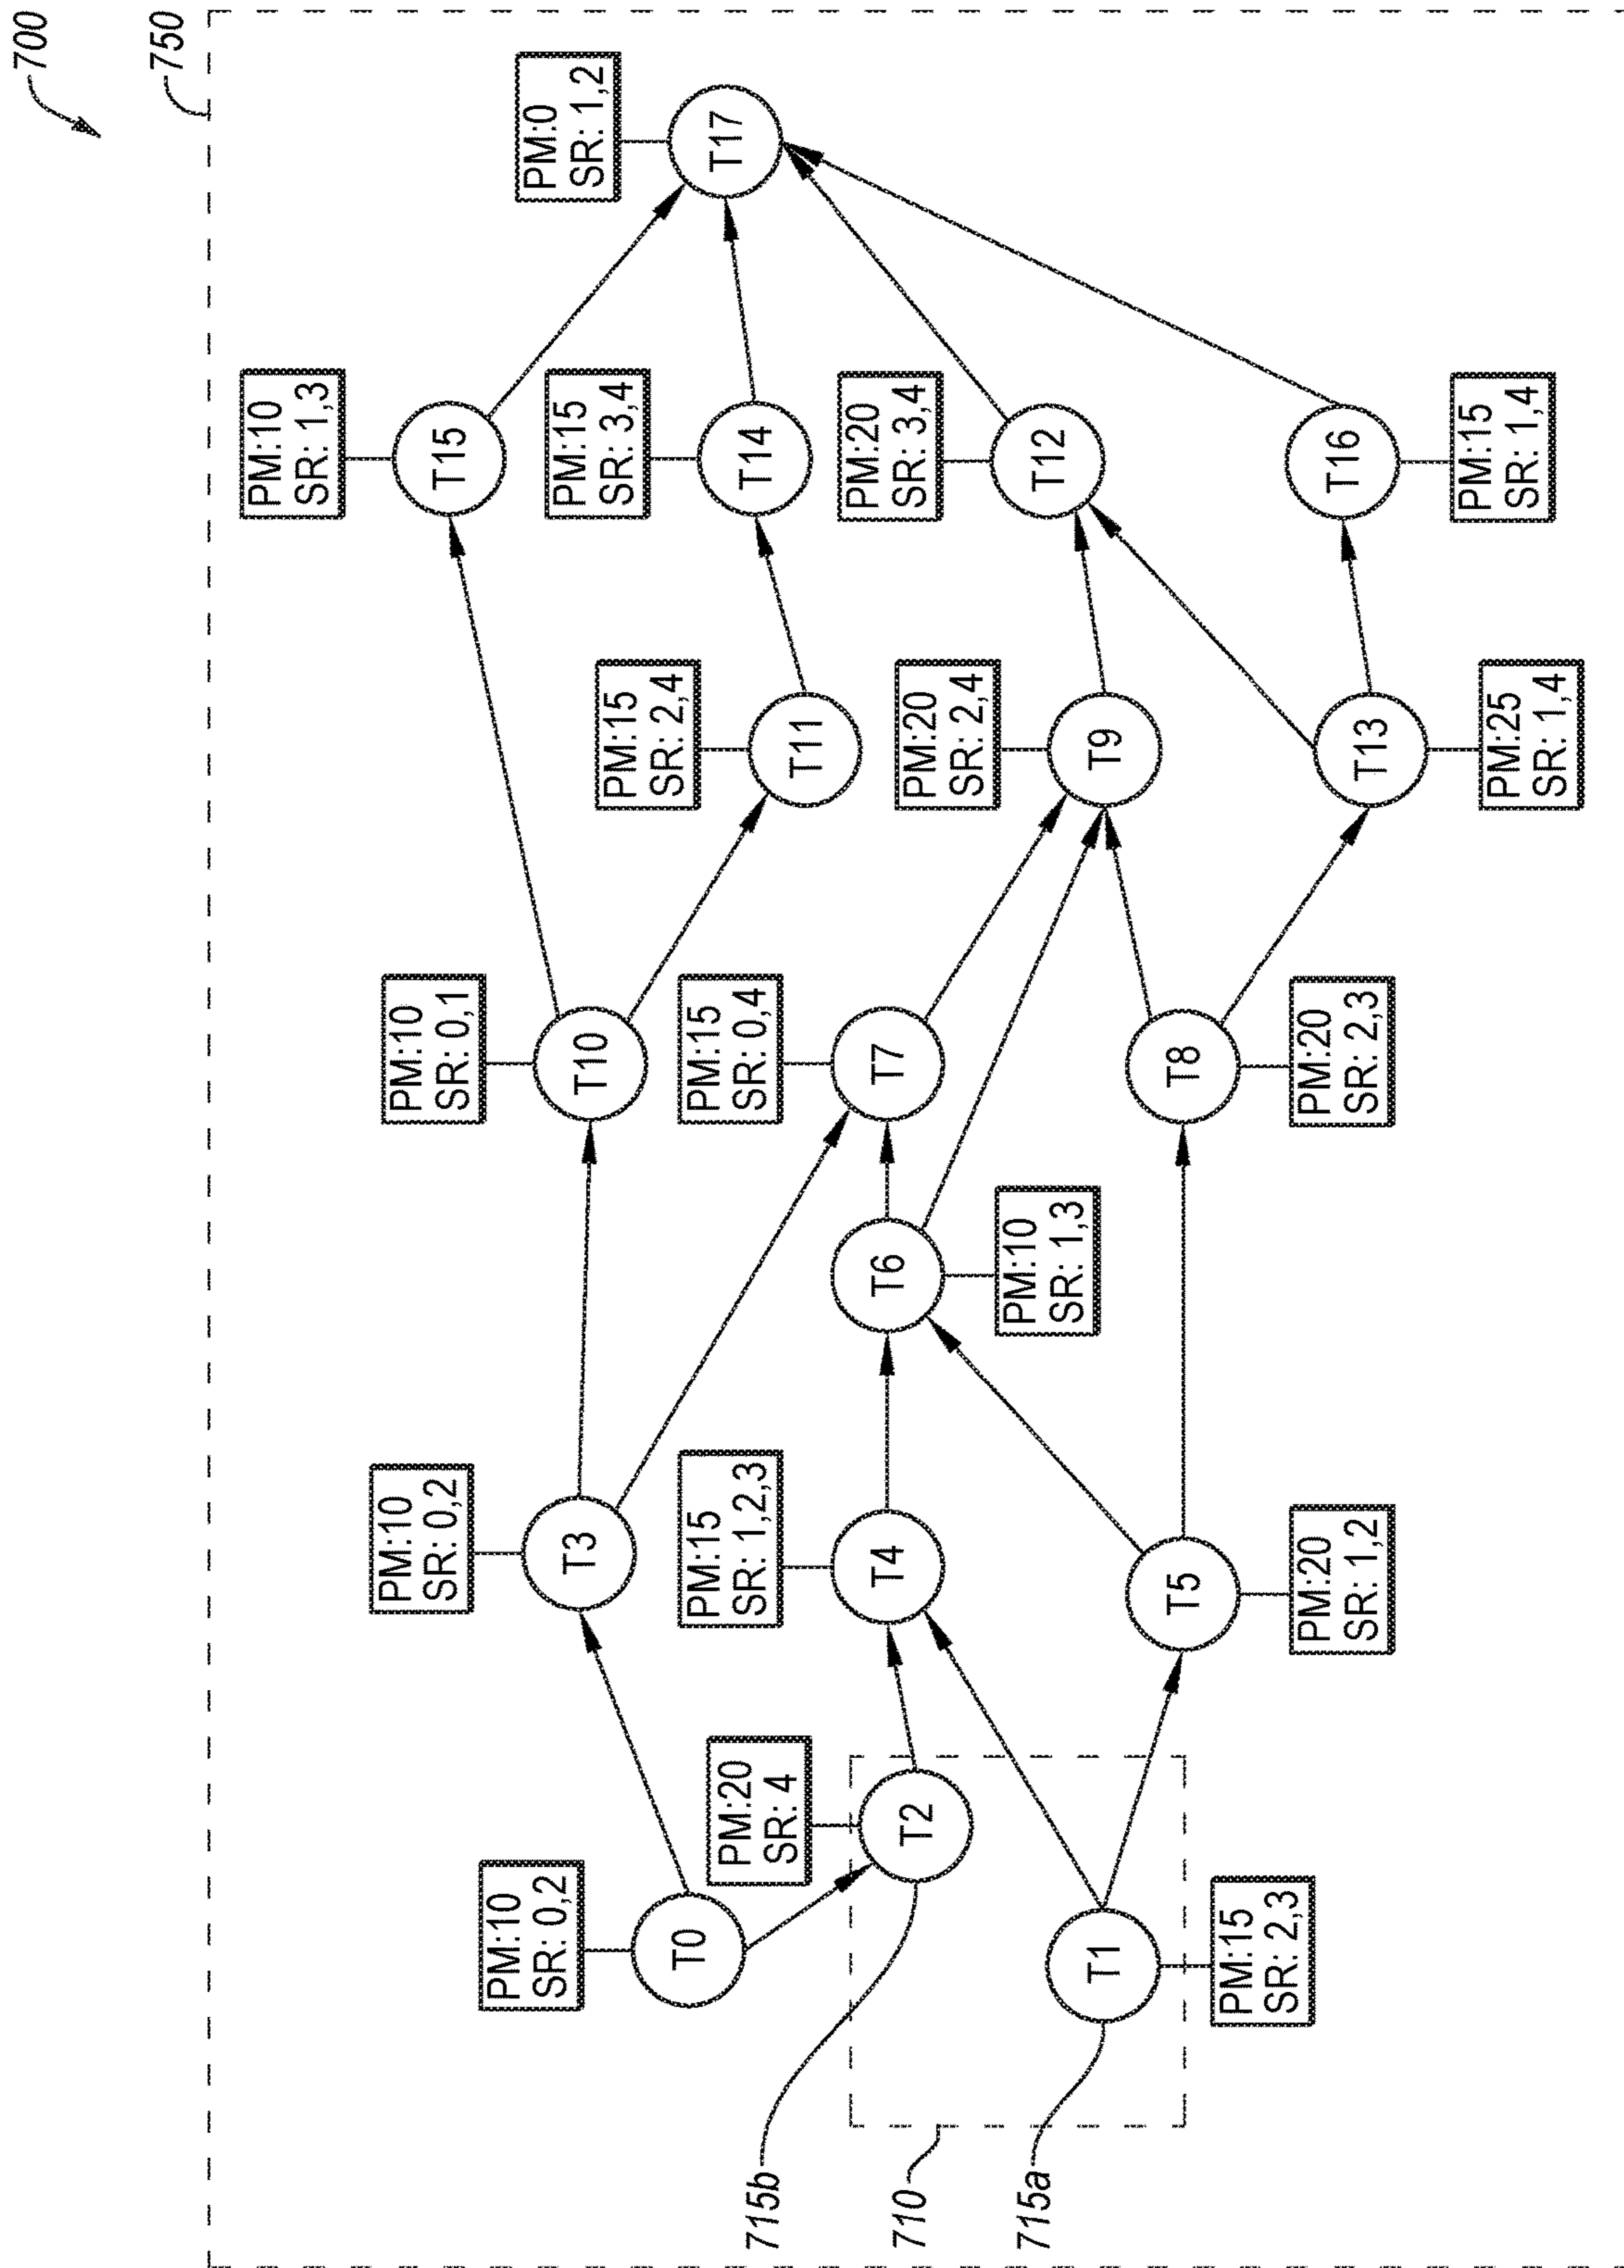 700
750
PM:0
SR: 1,2
T17
PM:10
SR: 1,3
T15
PM:15
SR: 3,4
T14
PM:20
SR: 3,4
T12
T16
PM:15
SR: 1,4
PM:15
SR: 2,4
T11
PM:20
SR: 2,4
T9
T13
PM:25
SR: 1,4
PM:10
SR: 0,1
T10
PM:15
SR: 0,4
T7
T8
PM:20
SR: 2,3
T6
PM:10
SR: 1,3
PM:10
SR: 0,2
T3
PM:15
SR: 1,2,3
T4
T5
PM:20
SR: 1,2
PM:20
SR: 4
T2
PM:10
SR: 0,2
T0
T1
PM:15
SR: 2,3
715b
710
715a